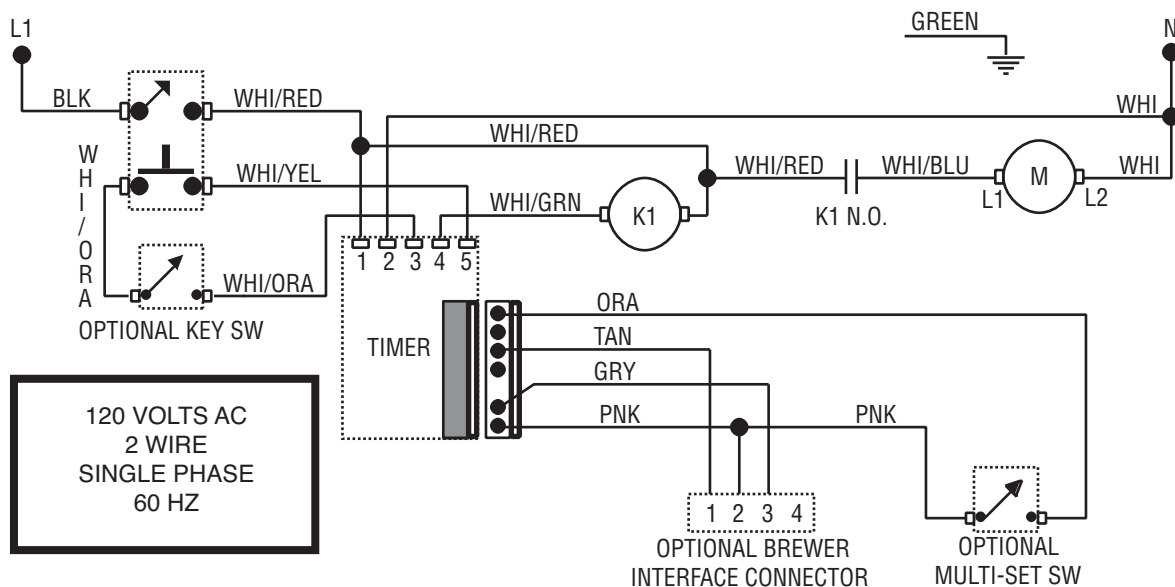 L1
GREEN
N
BLK
WHI/RED
WHI
WHI/RED
WHI/ORA
WHI/YEL
WHI/RED
WHI/BLU
WHI
M
L1
L2
WHI/GRN
K1
K1 N.O.
1 2 3 4 5
WHI/ORA
OPTIONAL KEY SW
TIMER
ORA
TAN
GRY
PNK
PNK
120 VOLTS AC
2 WIRE
SINGLE PHASE
60 HZ
1 2 3 4
OPTIONAL BREWER
INTERFACE CONNECTOR
OPTIONAL
MULTI-SET SW